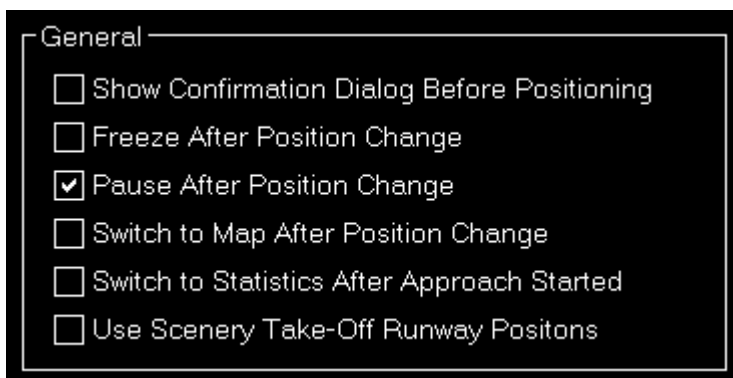 General
Show Confirmation Dialog Before Positioning
Freeze After Position Change
Pause After Position Change
Switch to Map After Position Change
Switch to Statistics After Approach Started
Use Scenery Take-Off Runway Positons